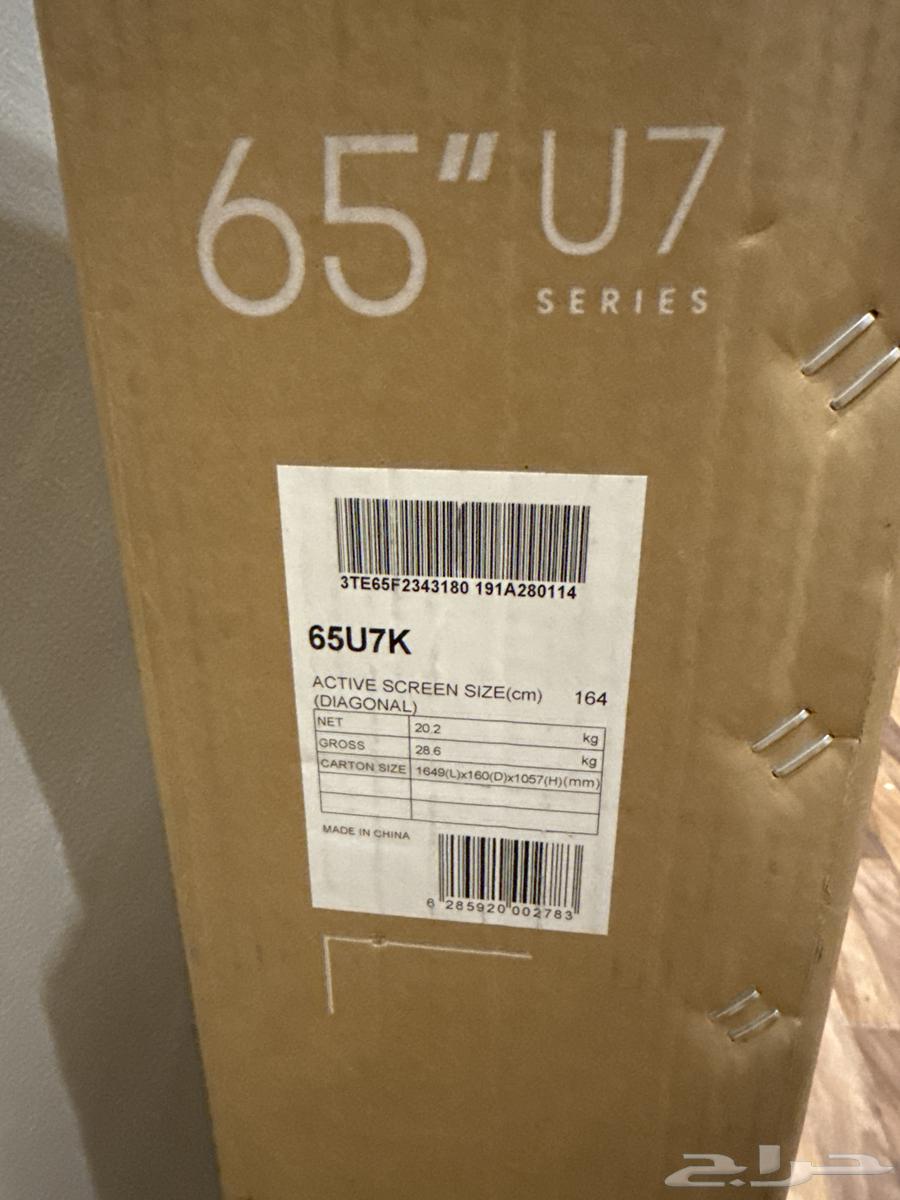 65" U7
SERIES
3TE65F2343180 191A280114
65U7K
ACTIVE SCREEN SIZE(cm) 164
(DIAGONAL)
NET 20.2 kg
GROSS 28.6 kg
CARTON SIZE 1649(L)x160(D)x1057(H)(mm)
MADE IN CHINA
6 285920 002783
حراج